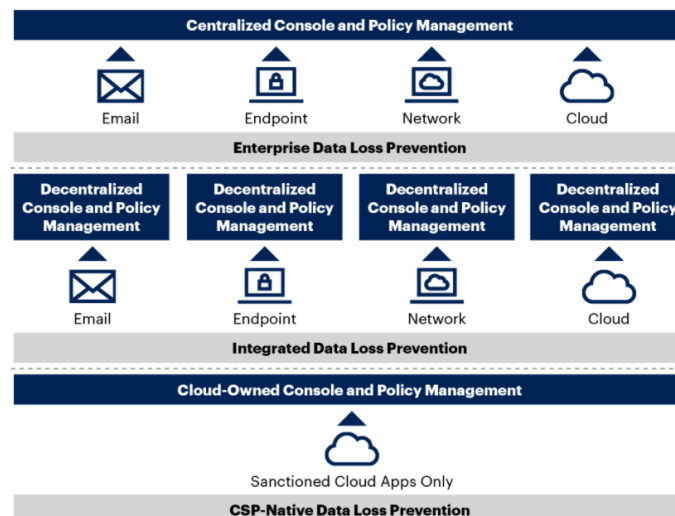 Centralized Console and Policy Management
Email Endpoint Network Cloud
Enterprise Data Loss Prevention
Decentralized Decentralized Decentralized Decentralized
Console and Policy Console and Policy Console and Policy Console and Policy
Management Management Management Management
Email Endpoint Network Cloud
Integrated Data Loss Prevention
Cloud-Owned Console and Policy Management
Sanctioned Cloud Apps Only
CSP-Native Data Loss Prevention